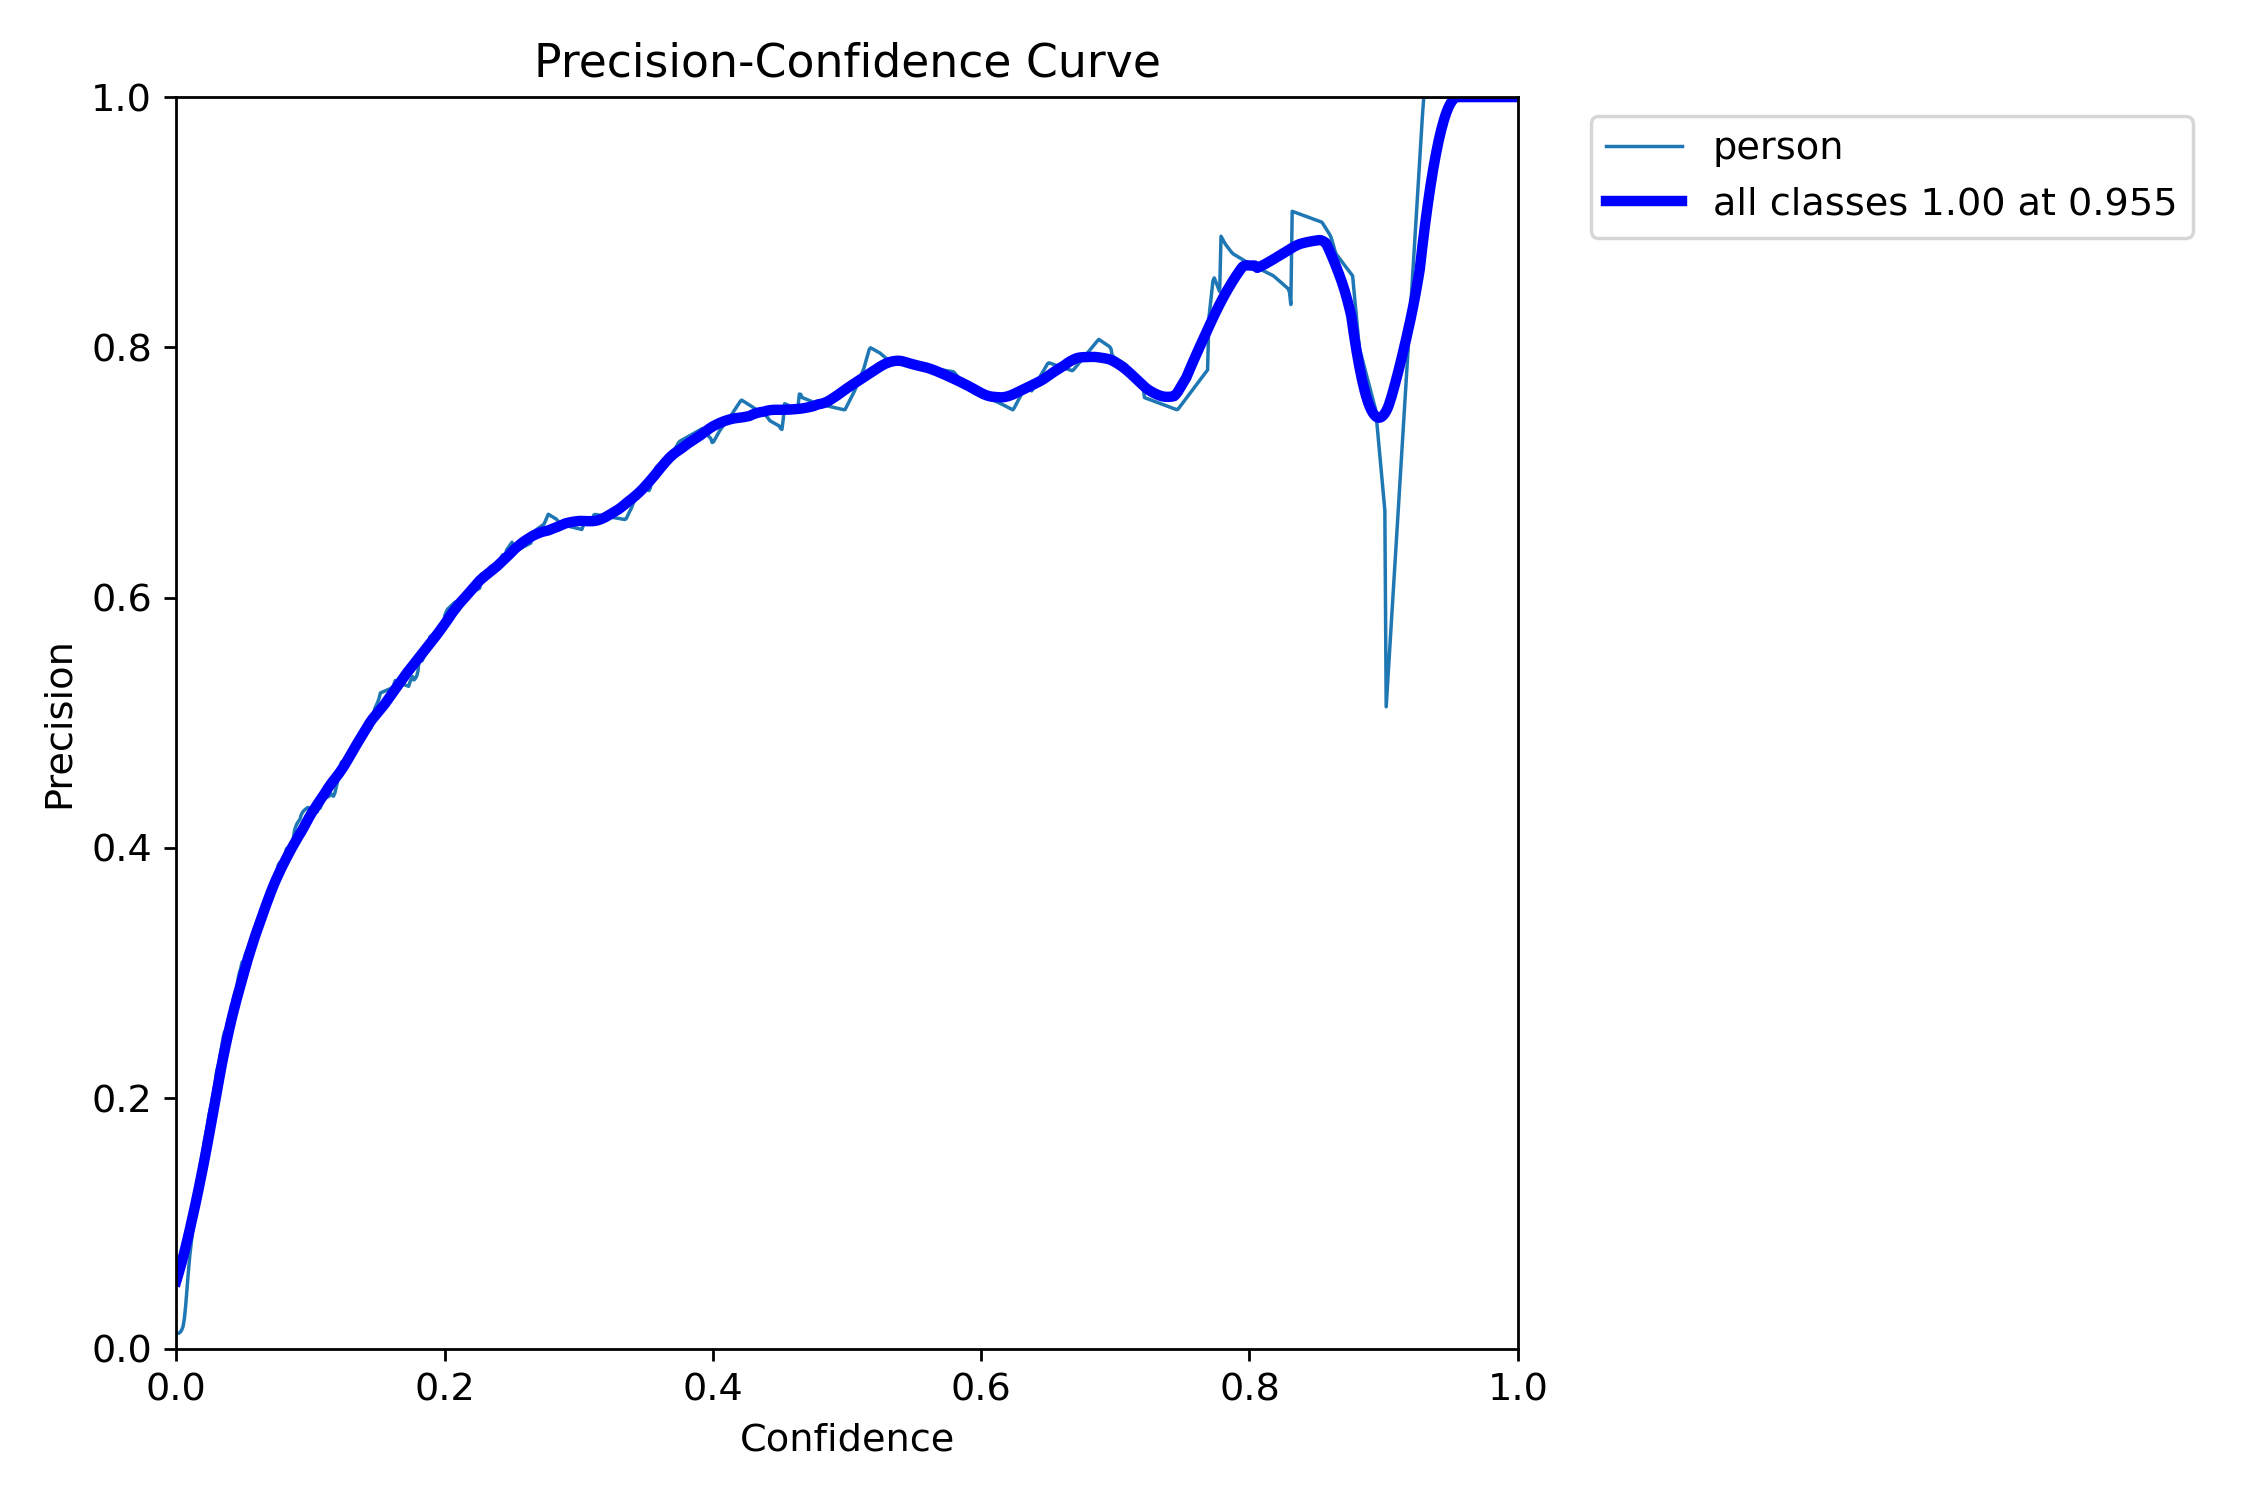 Precision-Confidence Curve
1.0
0.8
0.6
0.4
0.2
0.0
Precision
0.0 0.2 0.4 0.6 0.8 1.0
Confidence
person
all classes 1.00 at 0.955